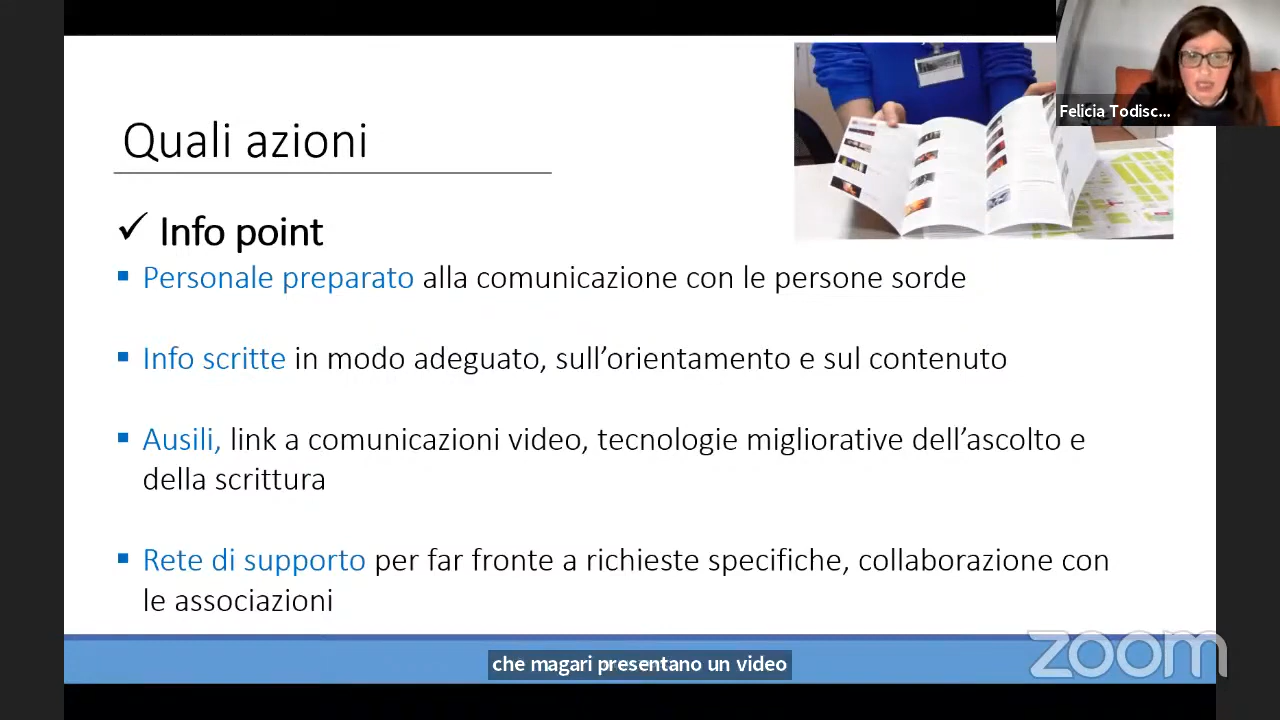 Felicia Todisc...
Quali azioni
✓ Info point
▪ Personale preparato alla comunicazione con le persone sorde
▪ Info scritte in modo adeguato, sull’orientamento e sul contenuto
▪ Ausili, link a comunicazioni video, tecnologie migliorative dell’ascolto e
della scrittura
▪ Rete di supporto per far fronte a richieste specifiche, collaborazione con
le associazioni
che magari presentano un video
zoom